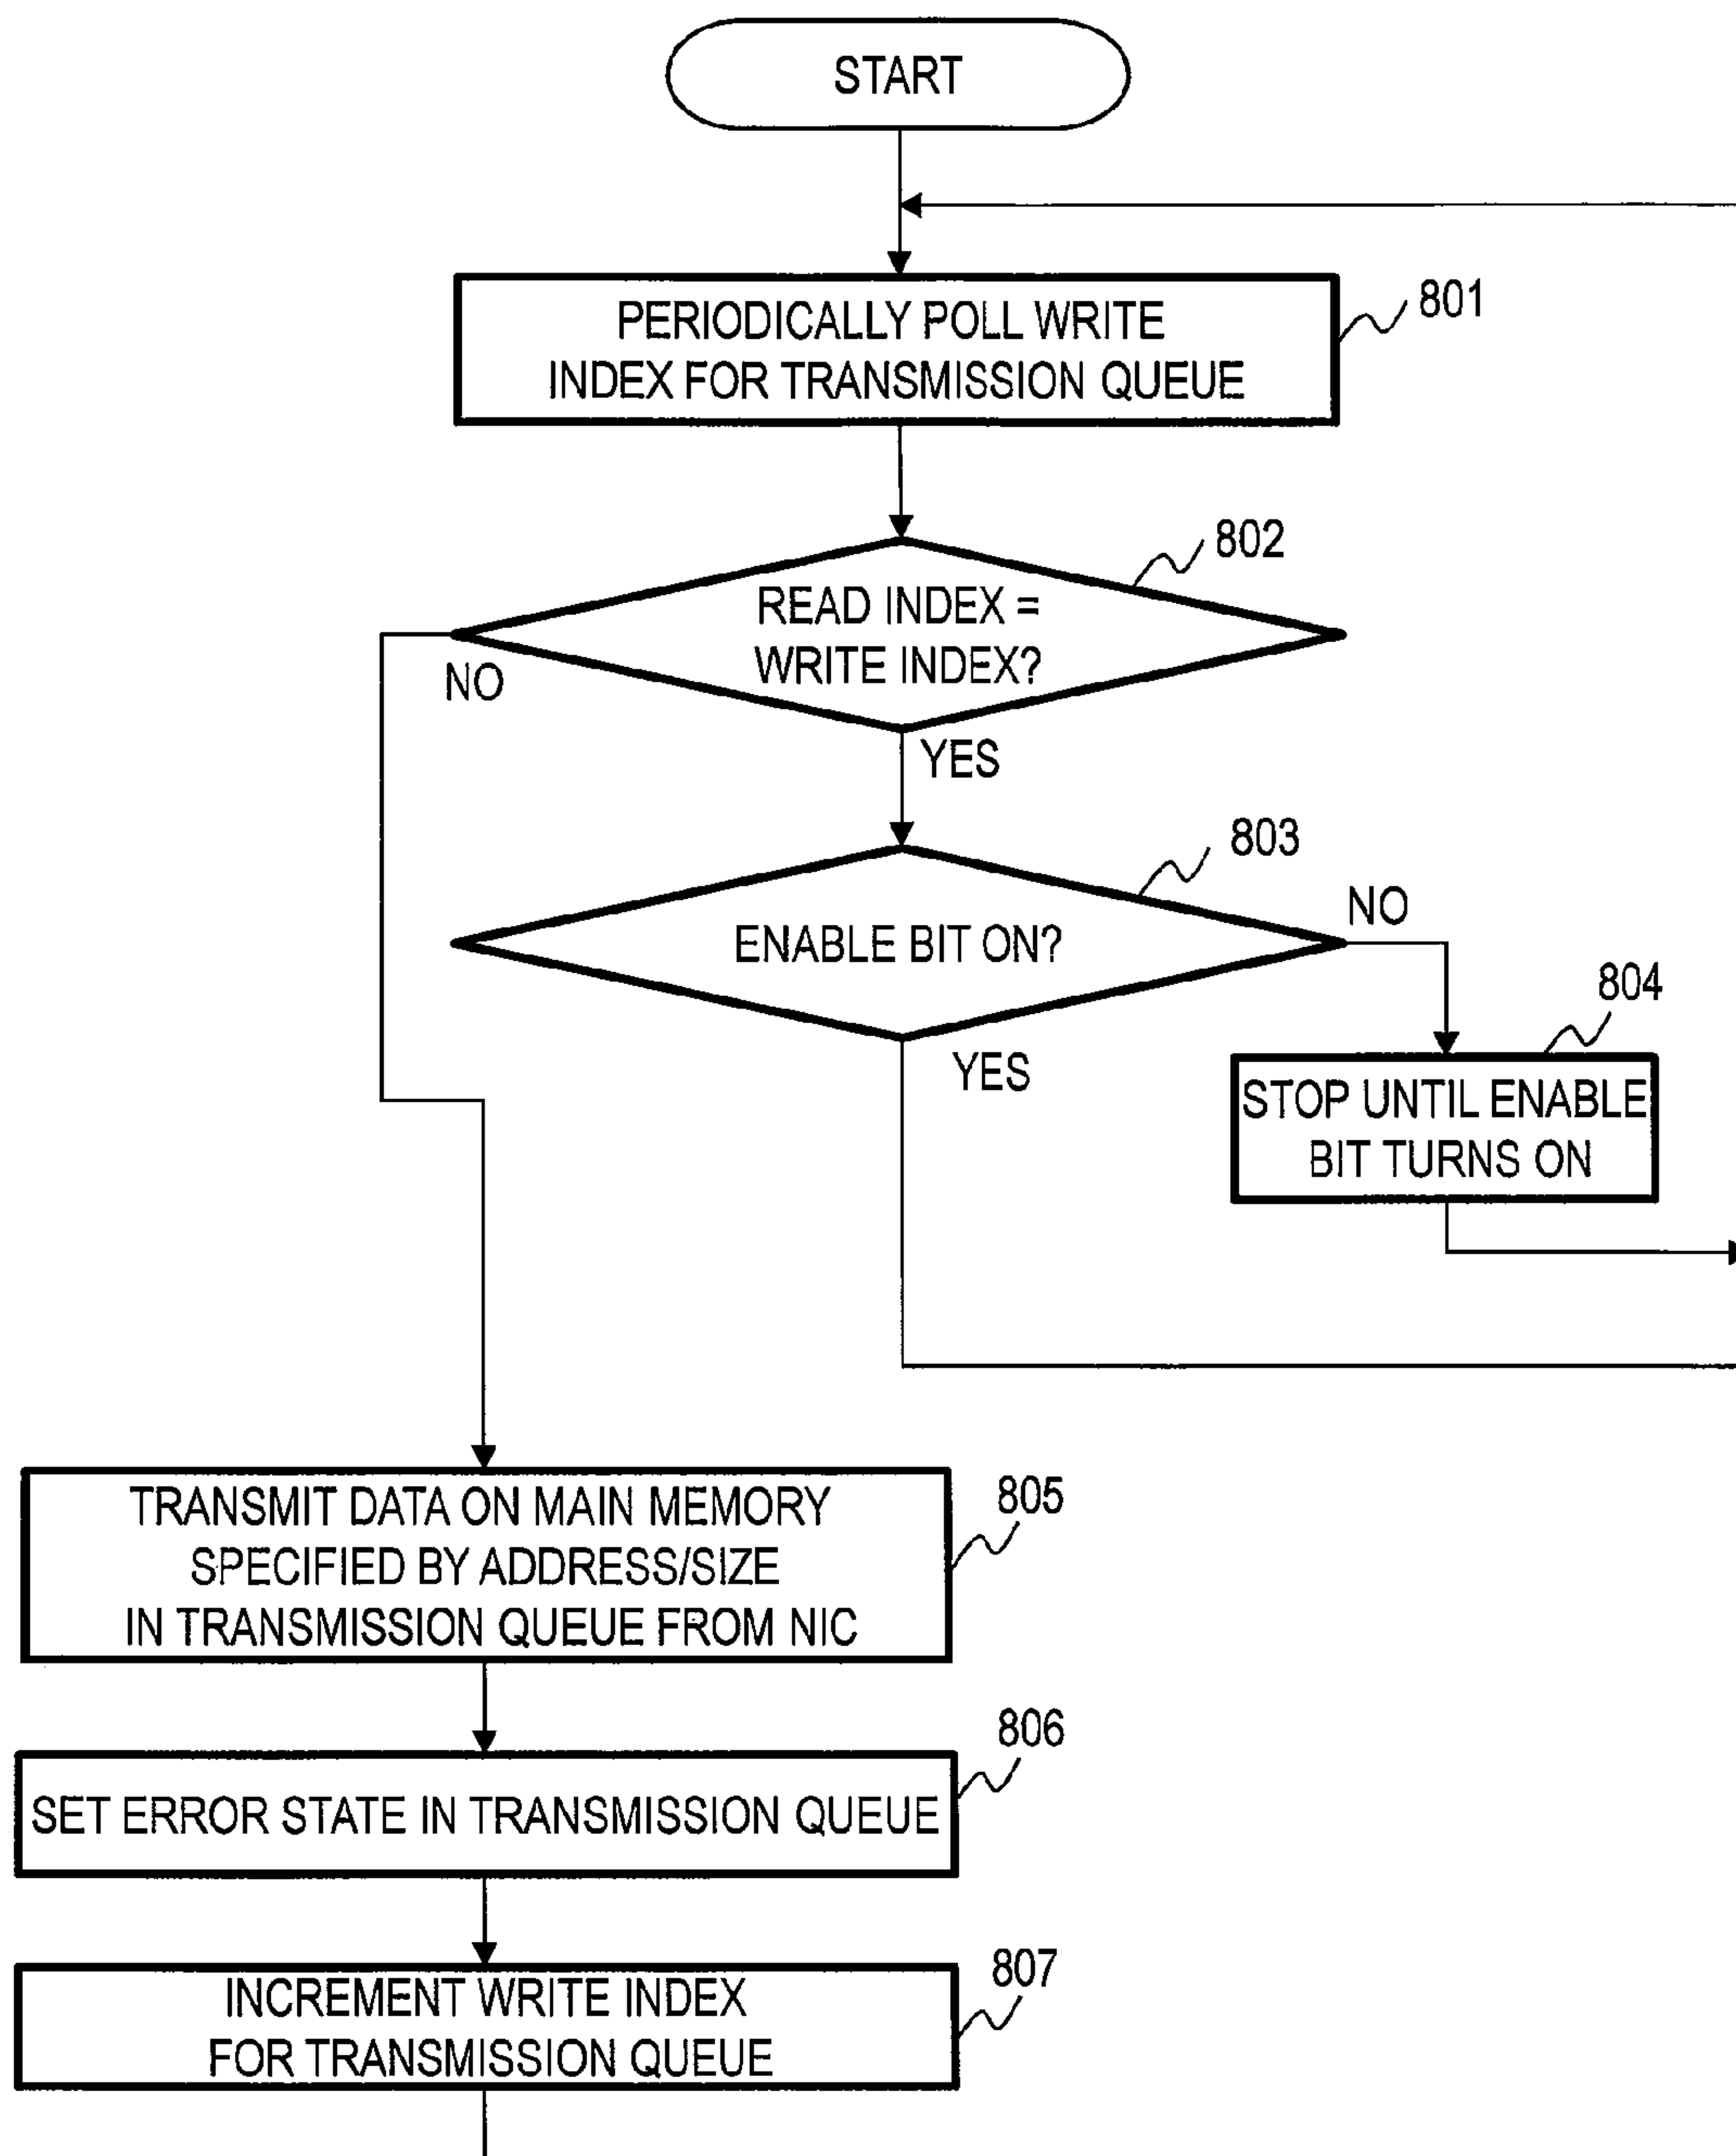 START
PERIODICALLY POLL WRITE
INDEX FOR TRANSMISSION QUEUE
801
802
READ INDEX =
WRITE INDEX?
NO
YES
803
ENABLE BIT ON?
NO
YES
804
STOP UNTIL ENABLE
BIT TURNS ON
TRANSMIT DATA ON MAIN MEMORY
SPECIFIED BY ADDRESS/SIZE
IN TRANSMISSION QUEUE FROM NIC
805
806
SET ERROR STATE IN TRANSMISSION QUEUE
807
INCREMENT WRITE INDEX
FOR TRANSMISSION QUEUE